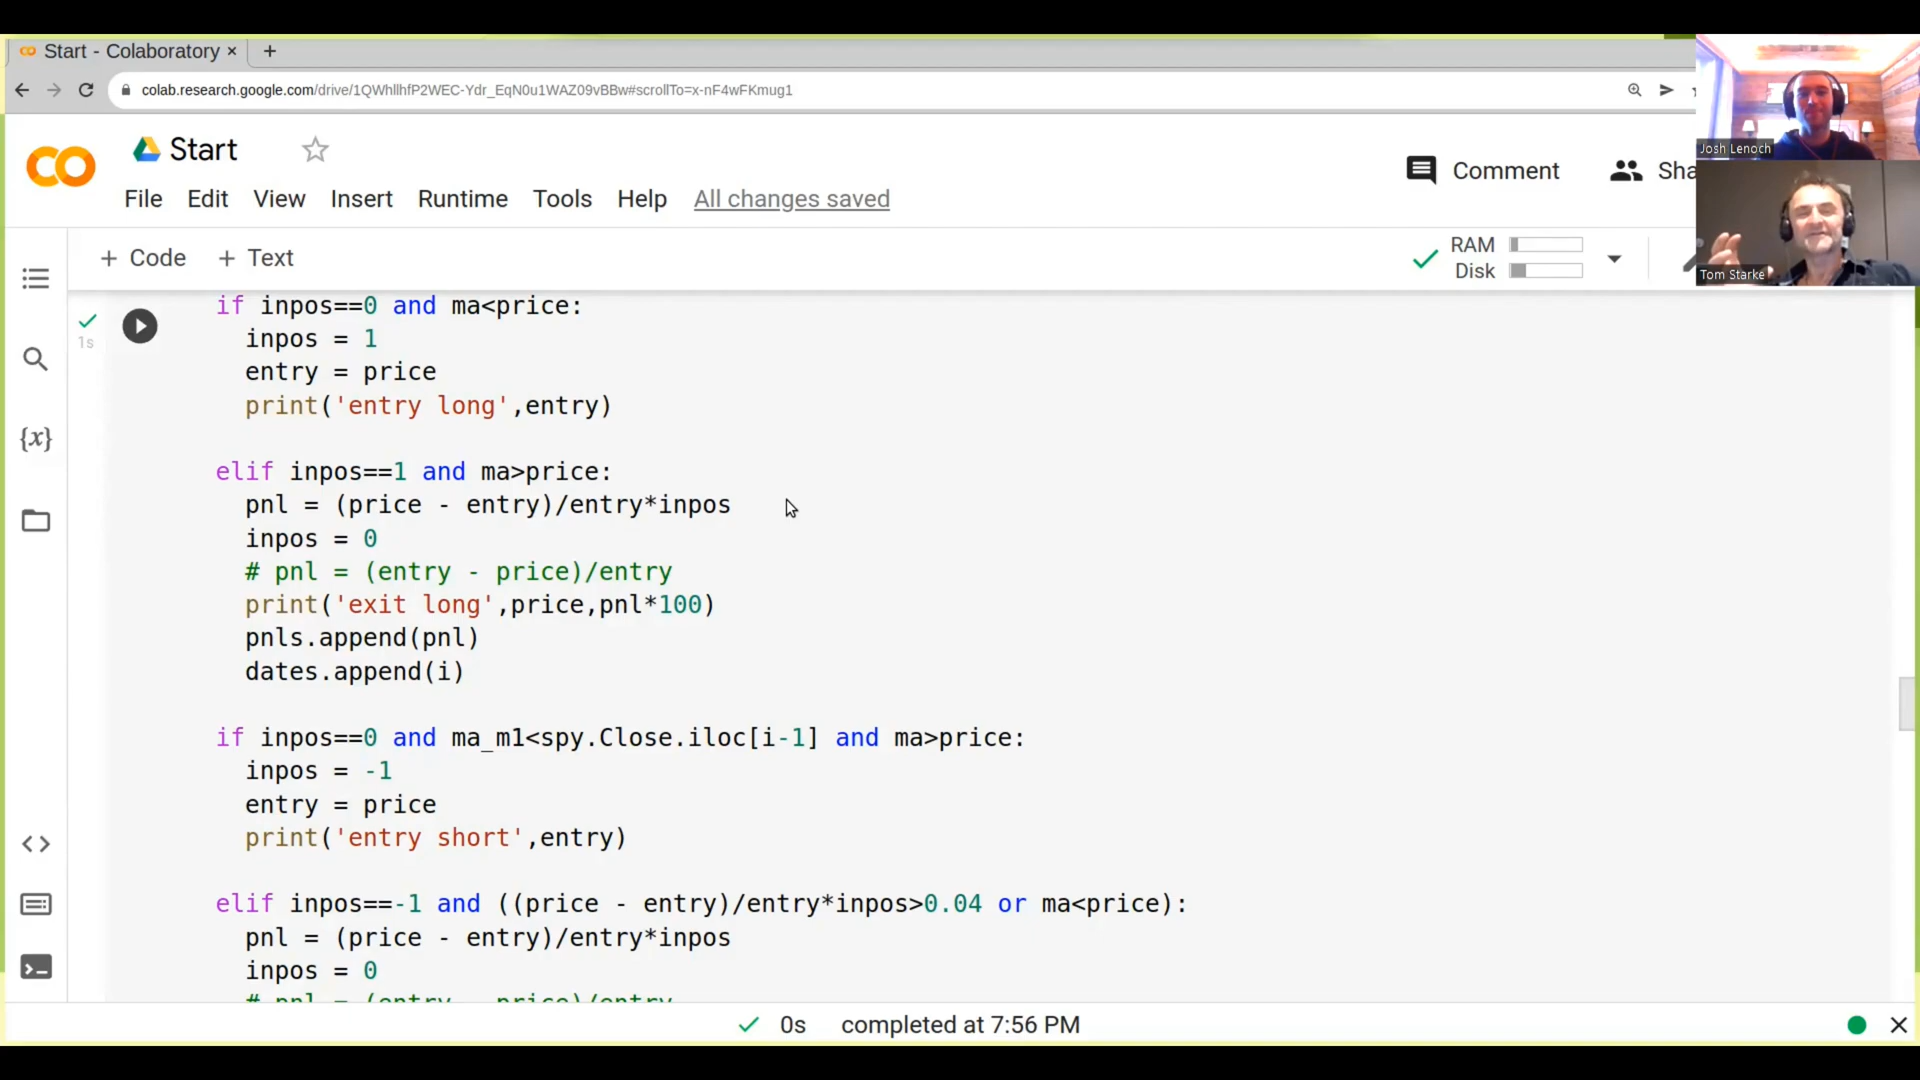 Start - Colaboratory × +
colab.research.google.com/drive/1QWhllhfP2WEC-Ydr_EqN0u1WAZ09vBBw#scrollTo=x-nF4wFKmug1
Josh Lenoch
Start
Comment
Sha
File Edit View Insert Runtime Tools Help All changes saved
+ Code + Text
RAM
Disk
Tom Starke
if inpos==0 and ma<price:
1s
inpos = 1
entry = price
print('entry long',entry)
{x}
elif inpos==1 and ma>price:
pnl = (price - entry)/entry*inpos
inpos = 0
# pnl = (entry - price)/entry
print('exit long',price,pnl*100)
pnls.append(pnl)
dates.append(i)
if inpos==0 and ma_m1<spy.Close.iloc[i-1] and ma>price:
inpos = -1
entry = price
print('entry short',entry)
elif inpos==-1 and ((price - entry)/entry*inpos>0.04 or ma<price):
pnl = (price - entry)/entry*inpos
inpos = 0
# pnl = (entry - price)/entry
0s completed at 7:56 PM